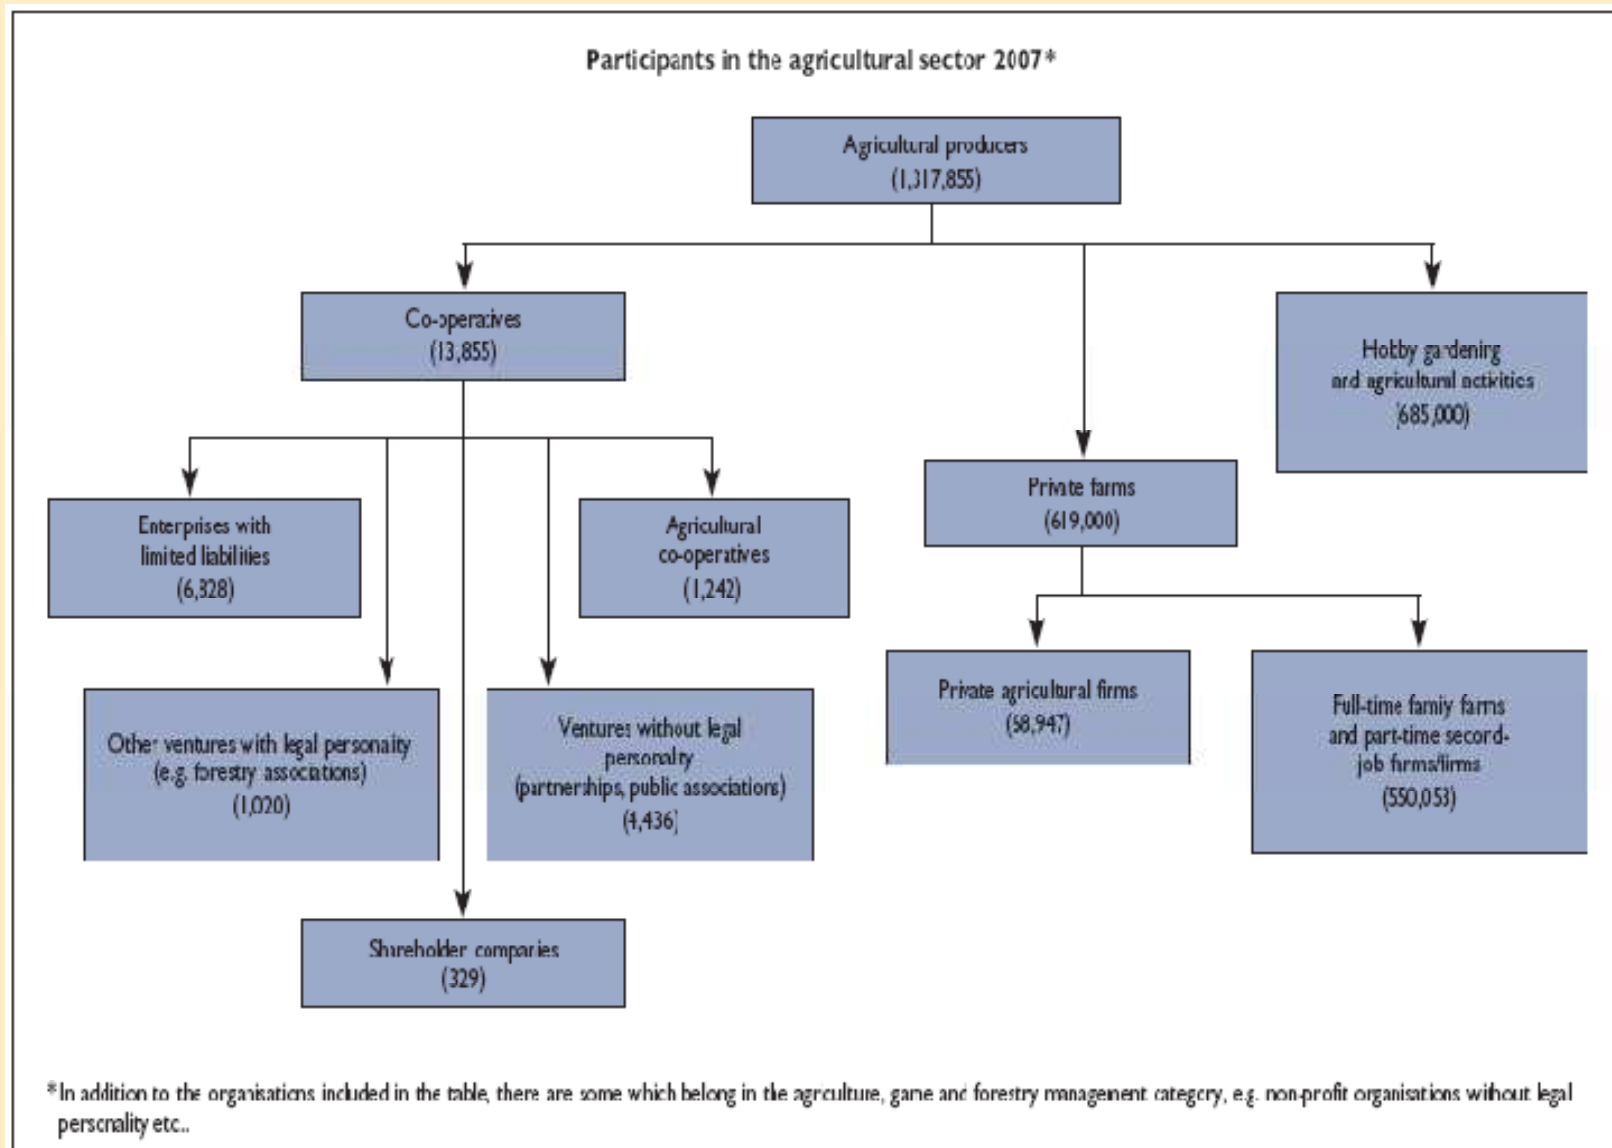 Participants in the agricultural sector 2007*
Agricultural producers
(1,317,855)
Co-operatives
(13,855)
Hobby gardening
and agricultural activities
(685,000)
Private farms
(619,000)
Enterprises with
limited liabilities
(6,828)
Agricultural
co-operatives
(1,242)
Private agricultural firms
(68,947)
Full-time family farms
and part-time second-
job farms/firms
(550,053)
Other ventures with legal personality
(e.g. forestry associations)
(1,020)
Ventures without legal
personality
(partnerships, public associations)
(4,436)
Shareholder companies
(329)
*In addition to the organisations included in the table, there are some which belong in the agriculture, game and forestry management category, e.g. non-profit organisations without legal
personality etc..